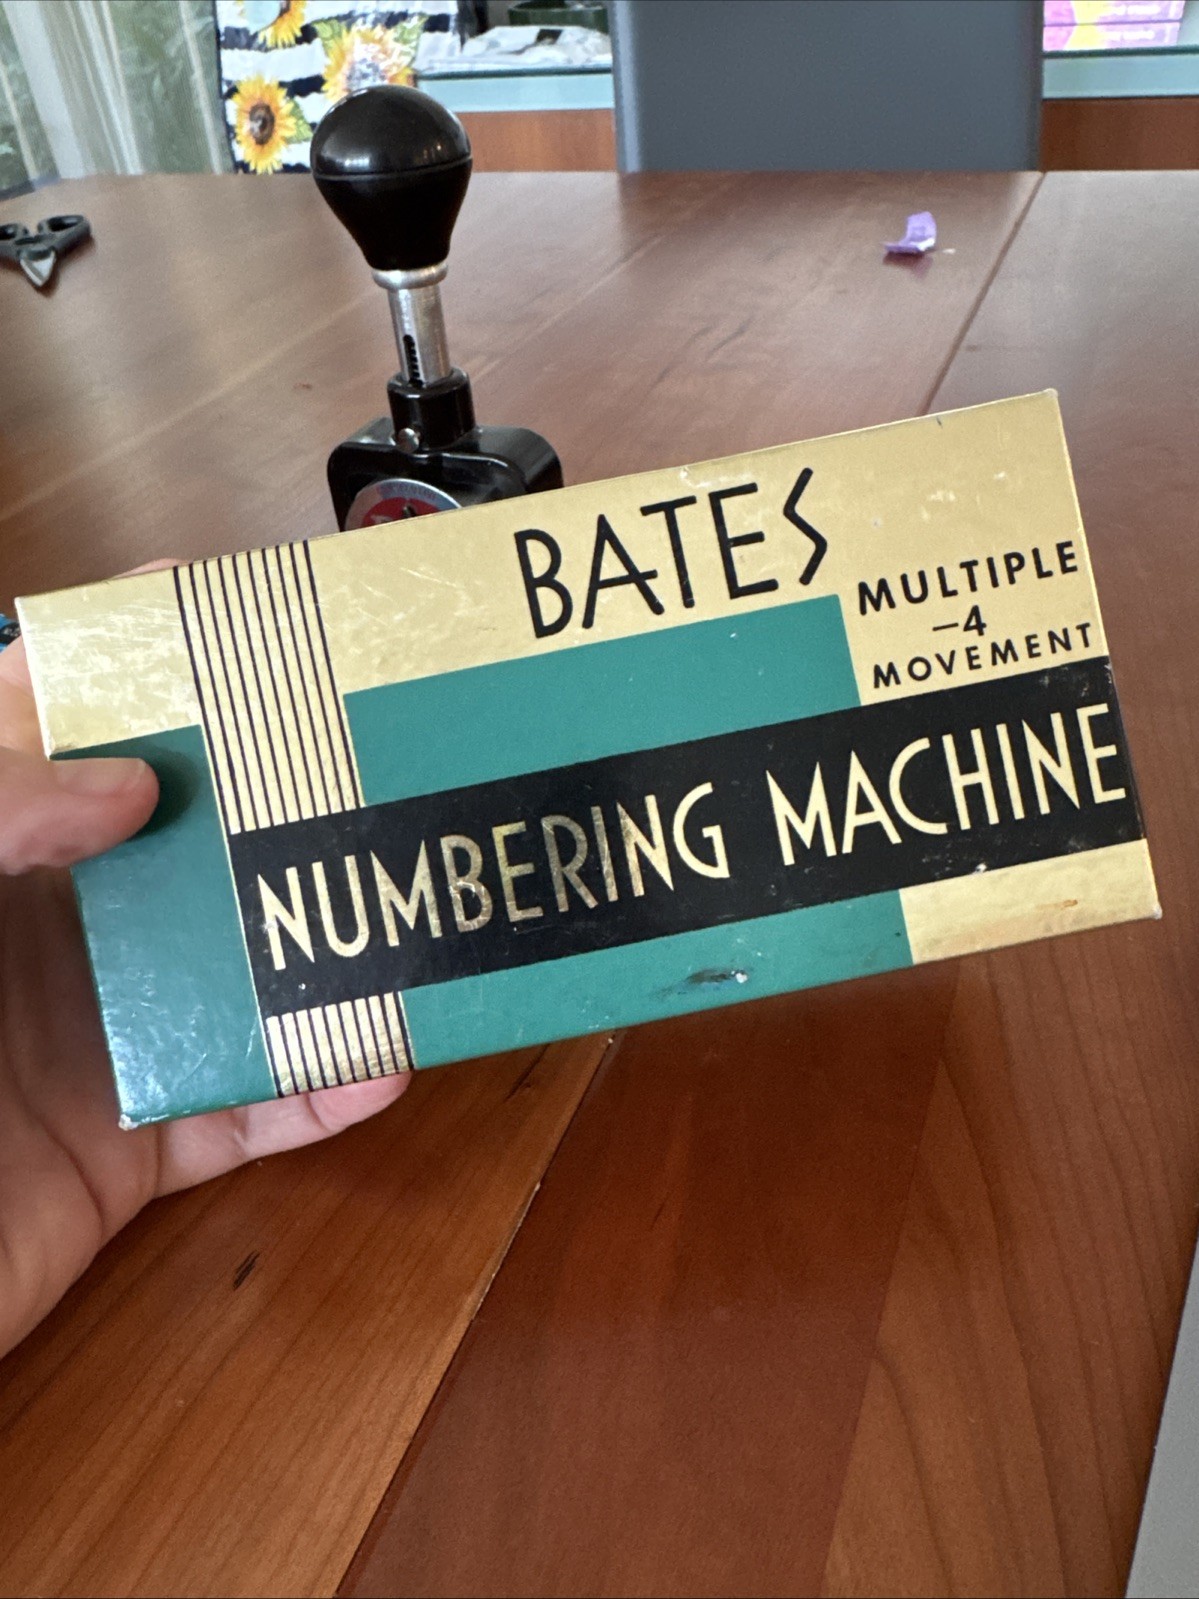 BATES
MULTIPLE
–4
MOVEMENT
NUMBERING MACHINE